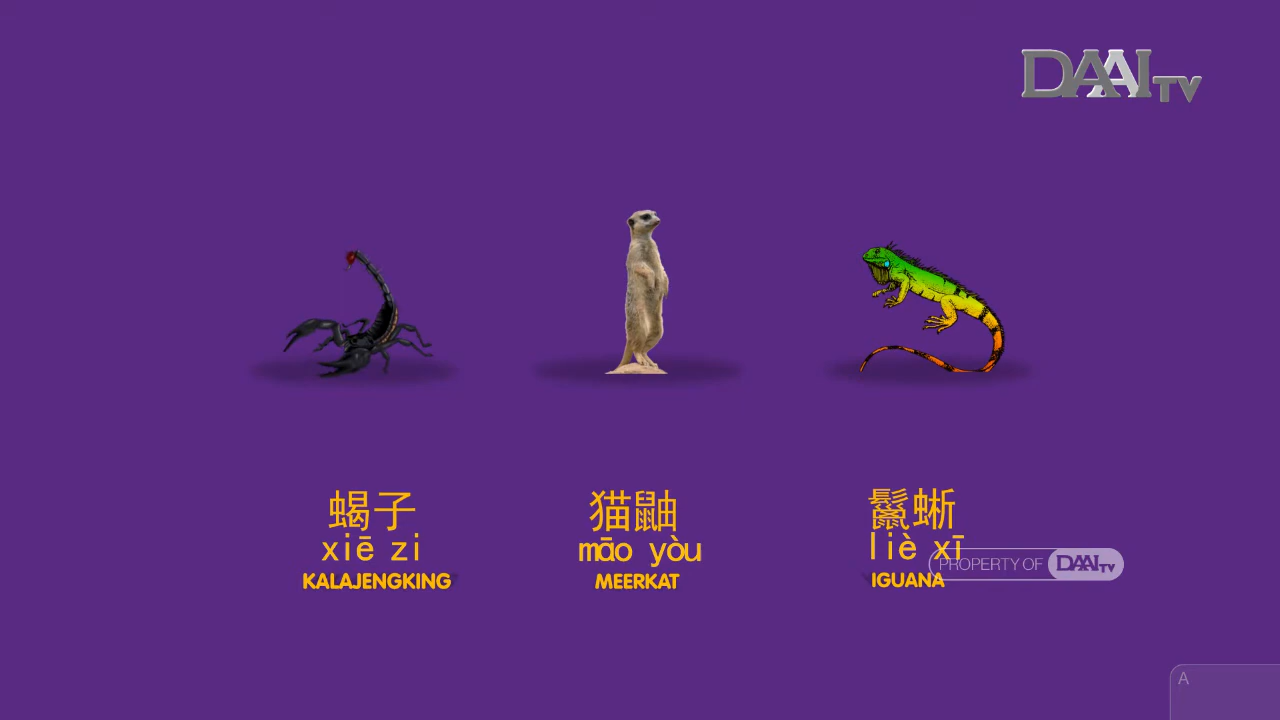 DAAI TV
蝎子
xiē zi
KALAJENGKING
猫鼬
māo yòu
MEERKAT
鬣蜥
liè xī
IGUANA
PROPERTY OF DAAI TV
A